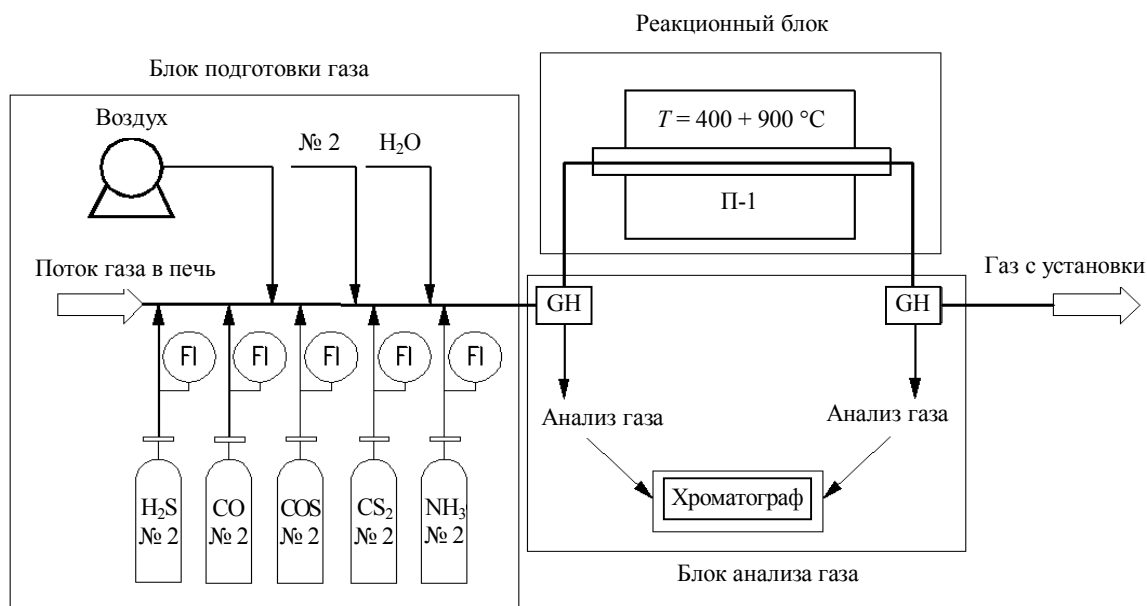 Реакционный блок
Блок подготовки газа
Воздух
№ 2
H₂O
T = 400 + 900 °C
П-1
Поток газа в печь
Газ с установки
GH
GH
FI
FI
FI
FI
FI
Анализ газа
Анализ газа
H₂S
№ 2
CO
№ 2
COS
№ 2
CS₂
№ 2
NH₃
№ 2
Хроматограф
Блок анализа газа